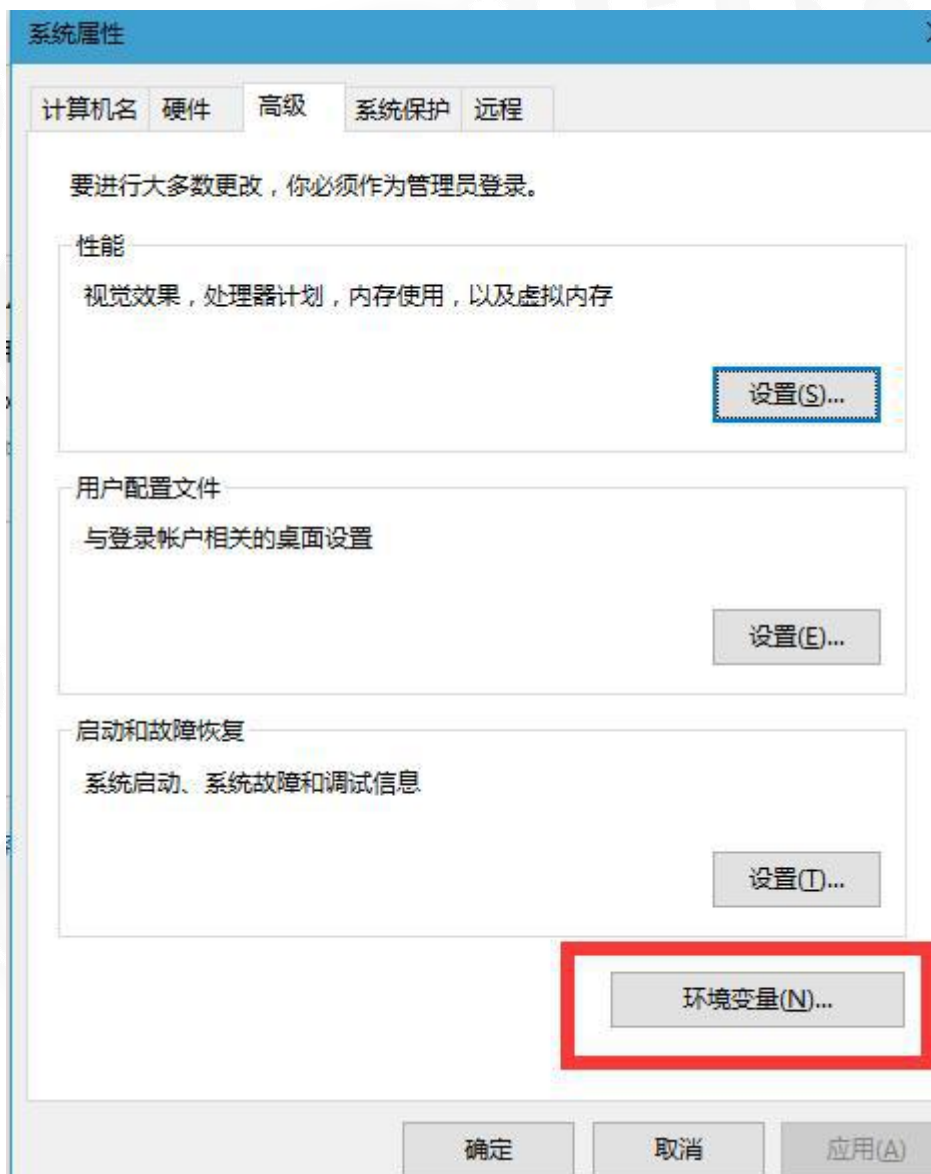 系统属性
计算机名 硬件 高级 系统保护 远程
要进行大多数更改，你必须作为管理员登录。
性能
视觉效果，处理器计划，内存使用，以及虚拟内存
设置(S)...
用户配置文件
与登录帐户相关的桌面设置
设置(E)...
启动和故障恢复
系统启动、系统故障和调试信息
设置(T)...
环境变量(N)...
确定 取消 应用(A)